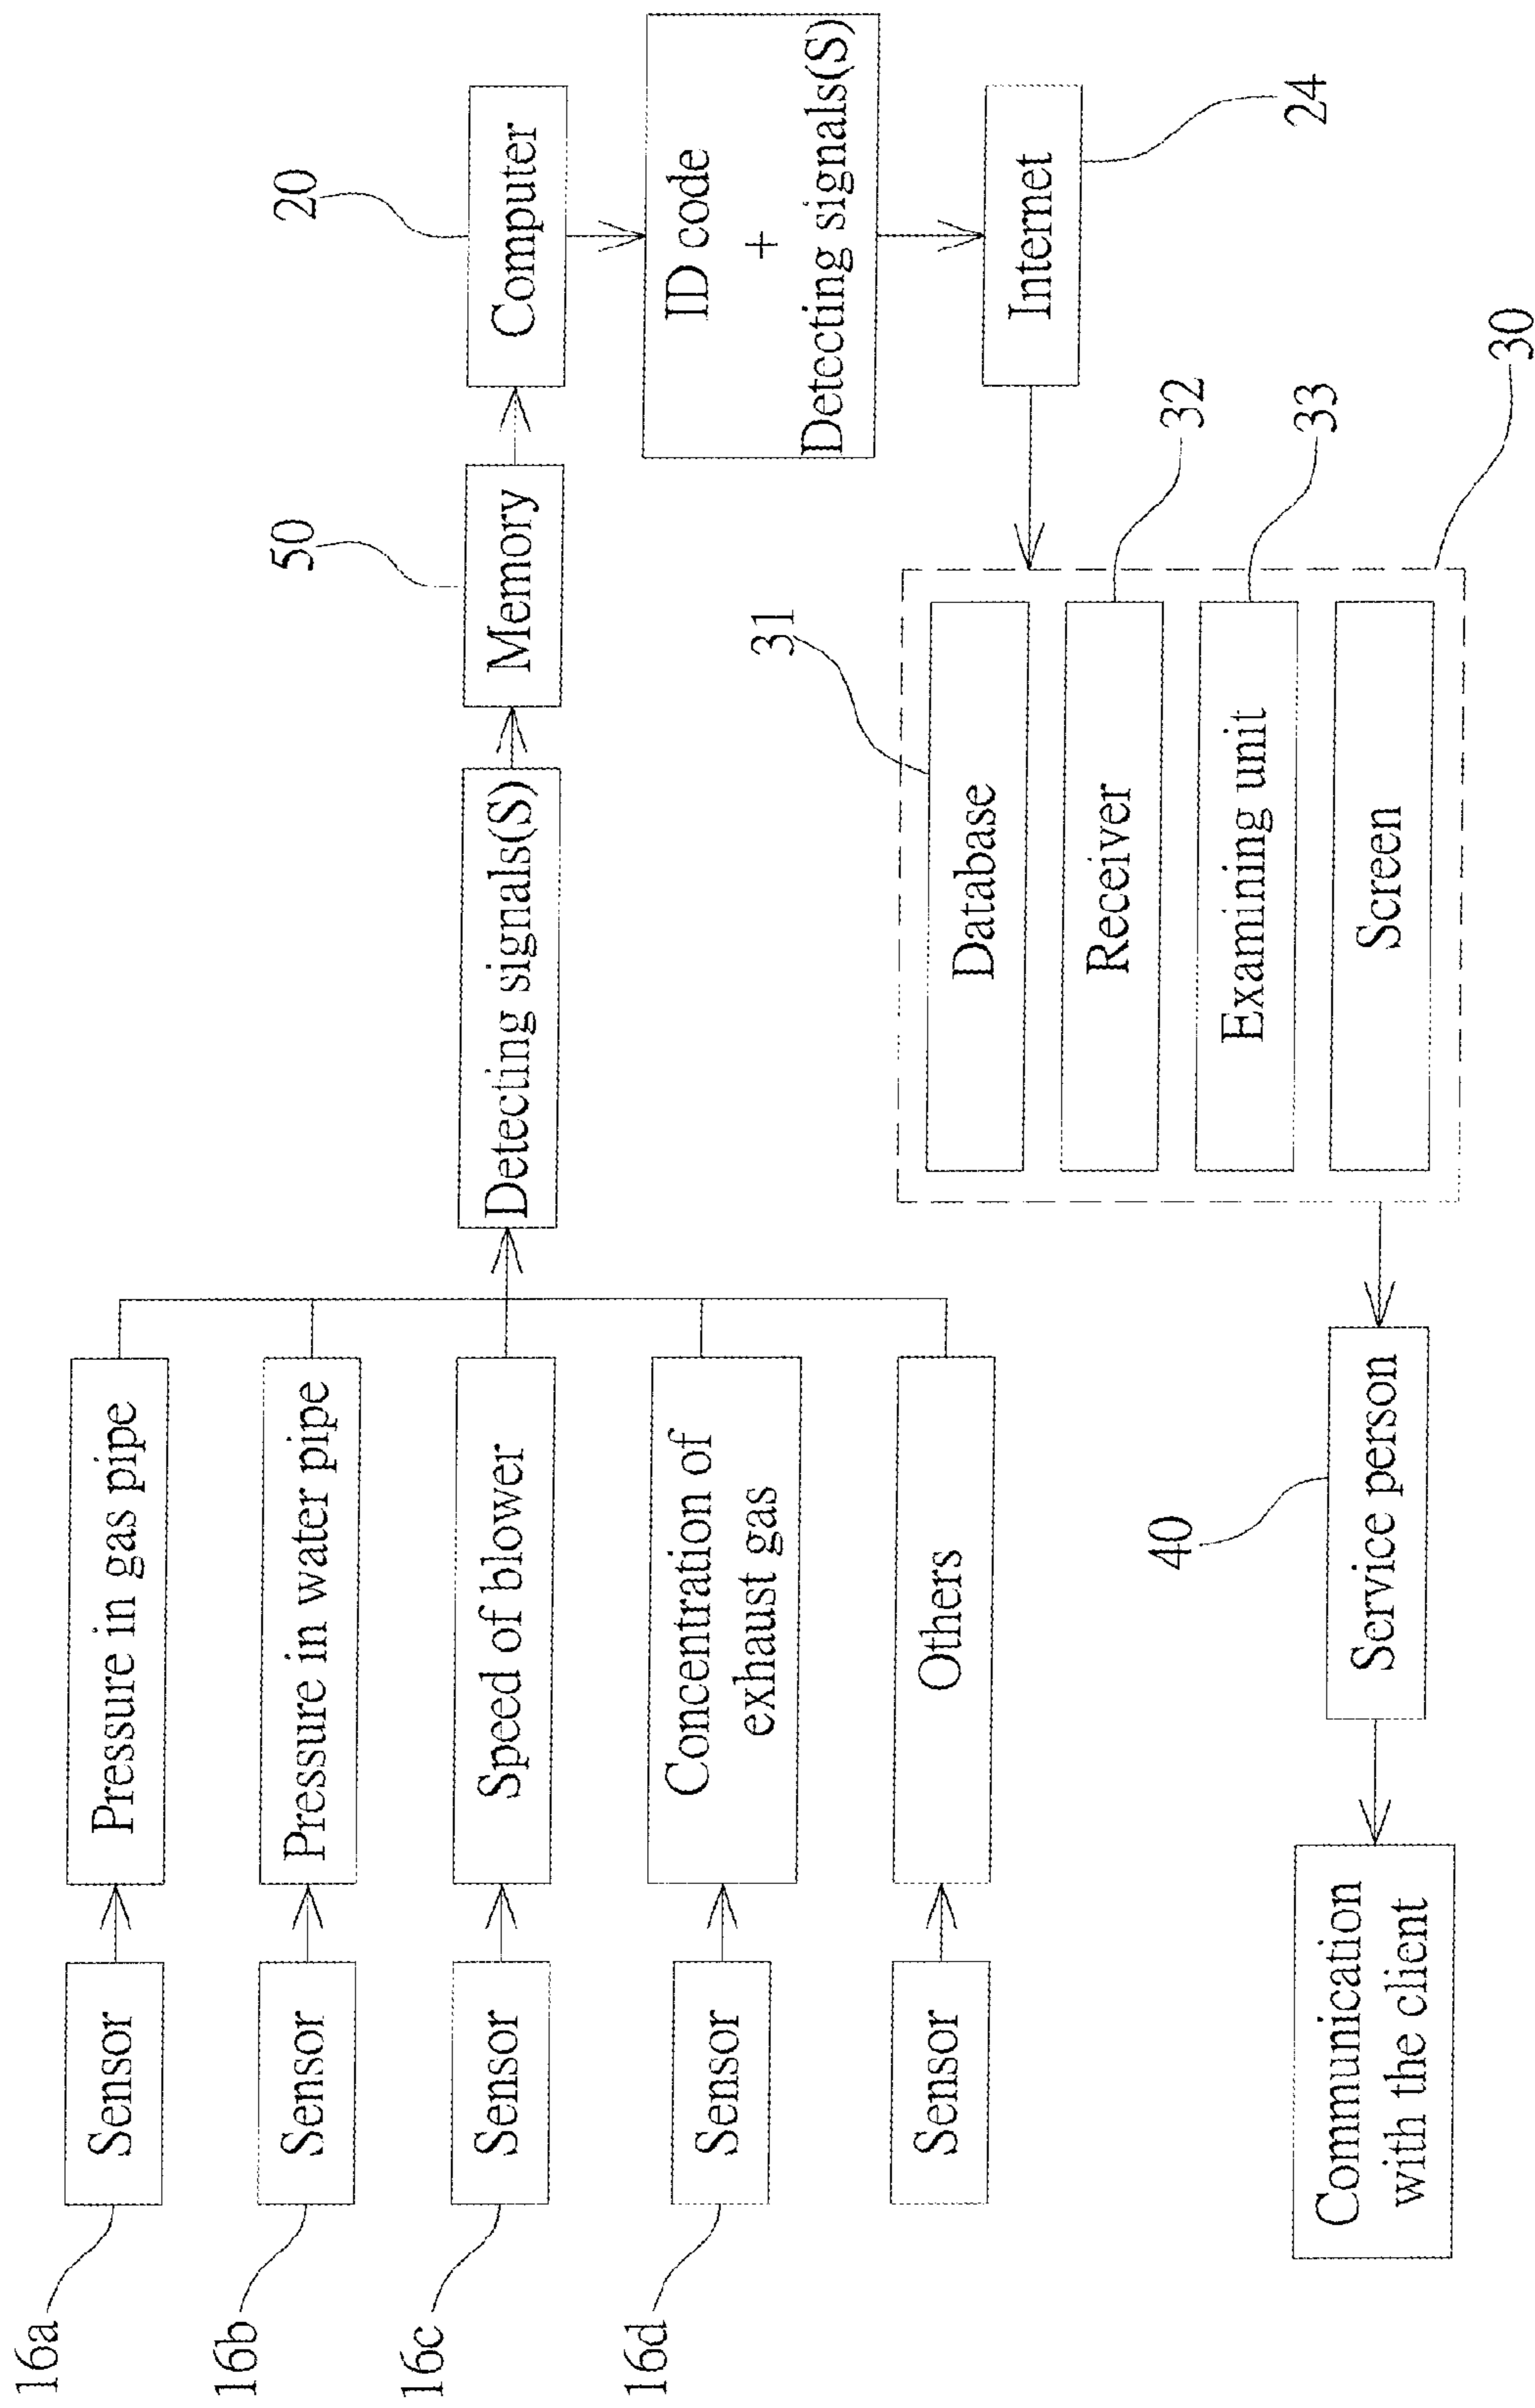 16a
Sensor
Pressure in gas pipe
16b
Sensor
Pressure in water pipe
16c
Sensor
Speed of blower
16d
Sensor
Concentration of
exhaust gas
Sensor
Others
Detecting signals(S)
50
Memory
20
Computer
ID code
+
Detecting signals(S)
Internet
24
31
Database
32
Receiver
33
Examining unit
Screen
30
40
Service person
Communication
with the client